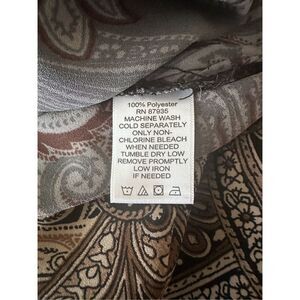 100% Polyester
RN 87935
MACHINE WASH
COLD SEPARATELY
ONLY NON-
CHLORINE BLEACH
WHEN NEEDED
TUMBLE DRY LOW
REMOVE PROMPTLY
LOW IRON
IF NEEDED